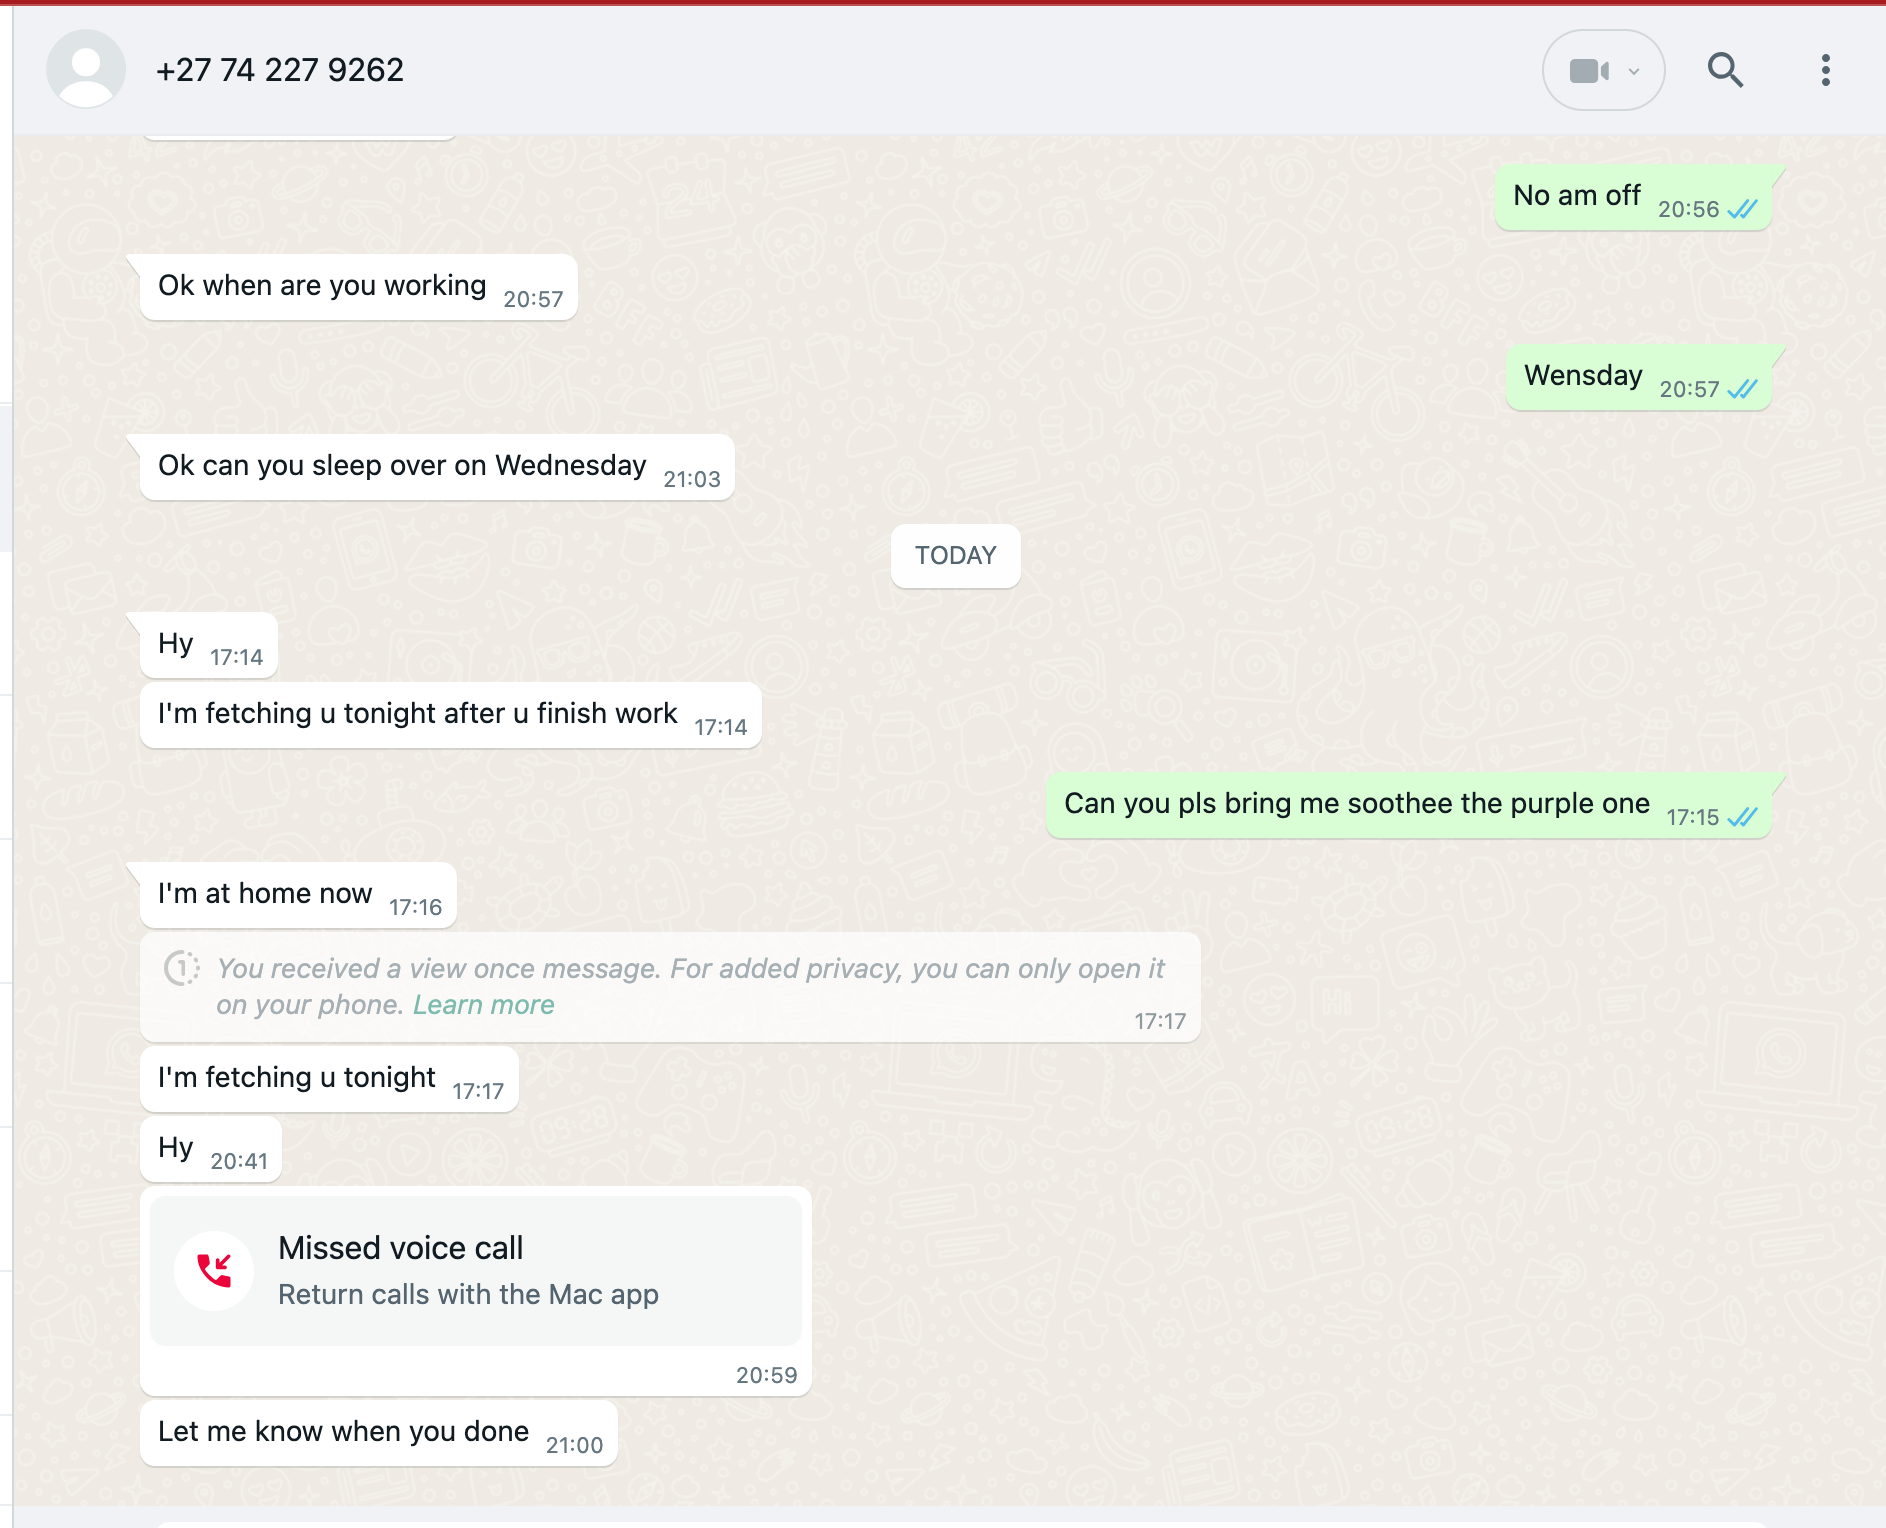 +27 74 227 9262
No am off 20:56
Ok when are you working 20:57
Wensday 20:57
Ok can you sleep over on Wednesday 21:03
TODAY
Hy 17:14
I'm fetching u tonight after u finish work 17:14
Can you pls bring me soothee the purple one 17:15
I'm at home now 17:16
You received a view once message. For added privacy, you can only open it
on your phone. Learn more
17:17
I'm fetching u tonight 17:17
Hy 20:41
Missed voice call
Return calls with the Mac app
20:59
Let me know when you done 21:00